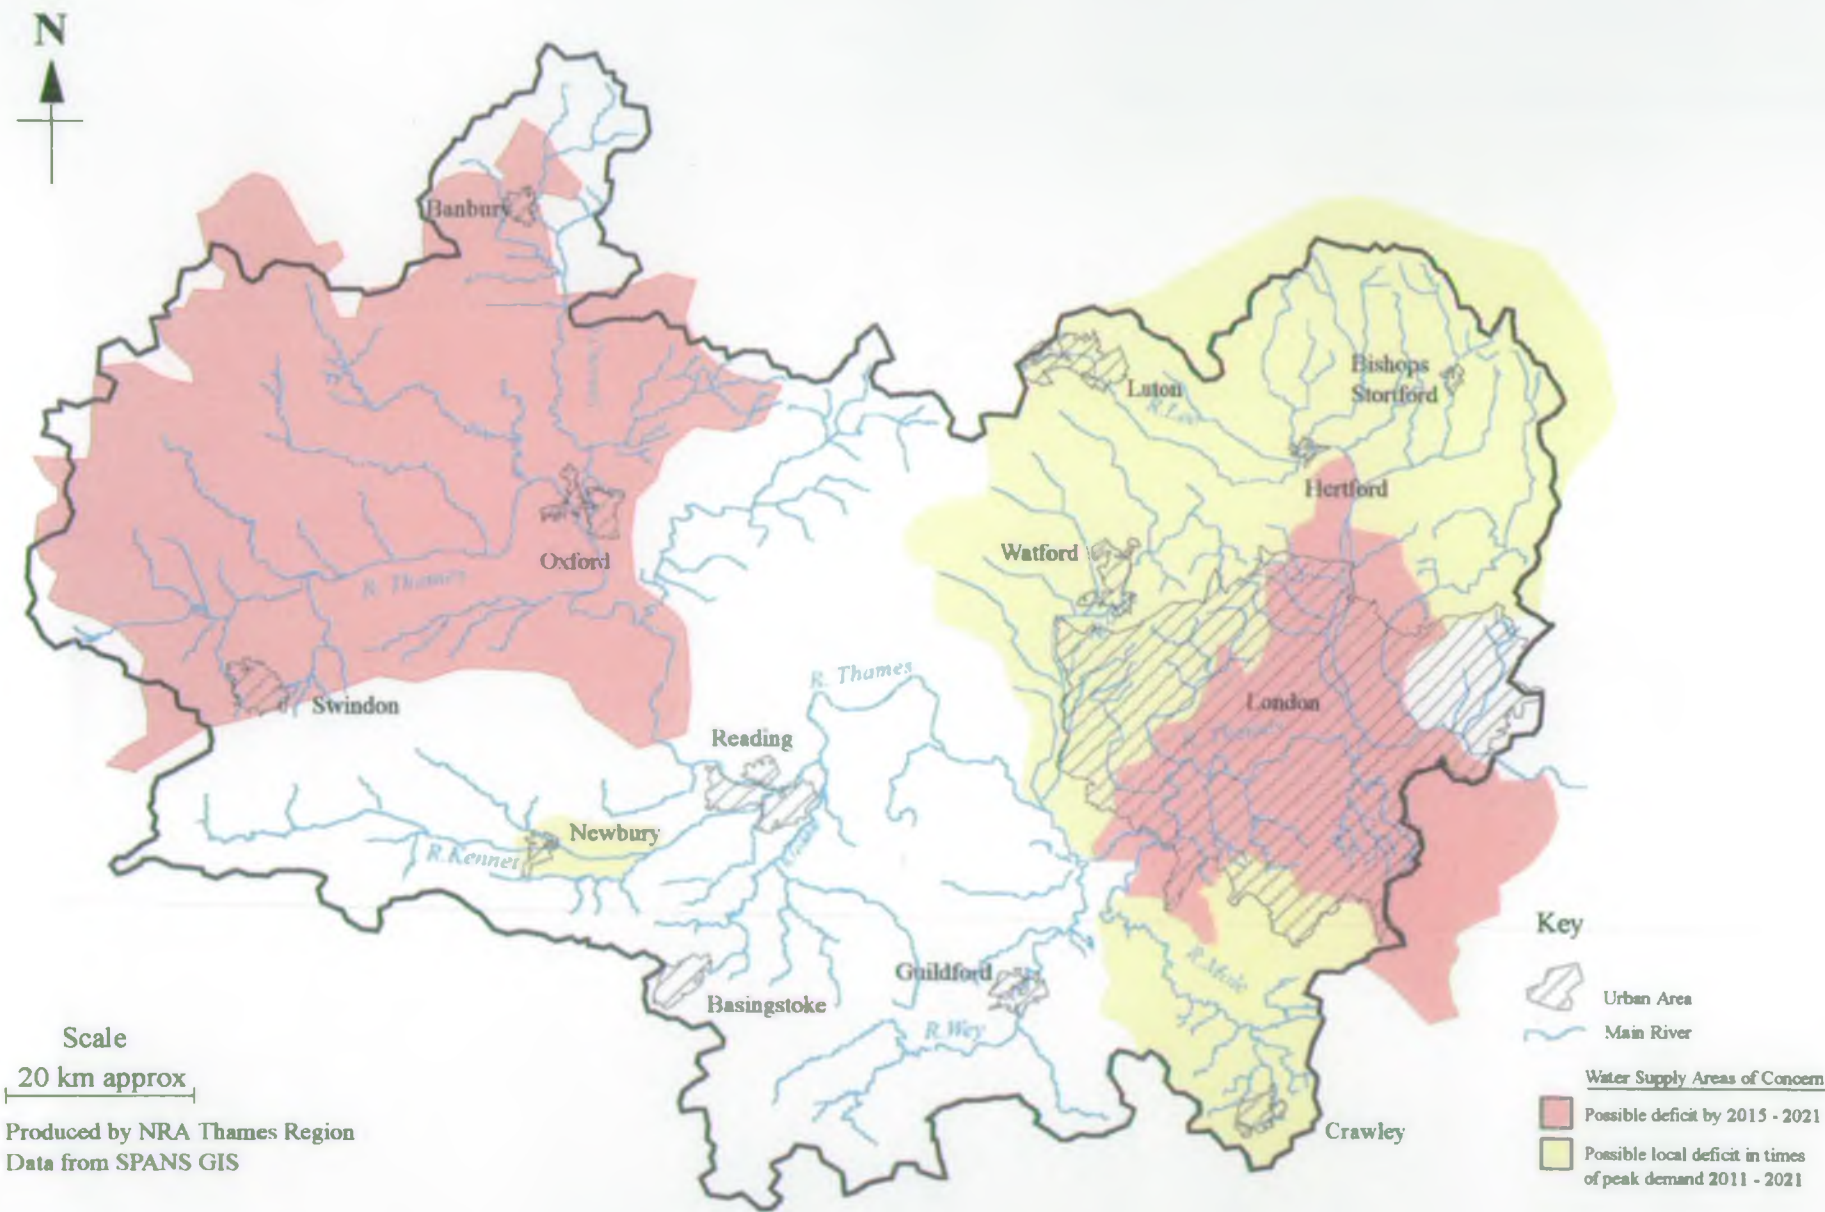 N
Banbury
Cherwell
Luton
R.Lee
Bishops
Stortford
Hertford
Oxford
R. Thames
Watford
Swindon
R. Thames
London
R. Thames
Reading
Newbury
R.Kennet
Guildford
R.Mole
Basingstoke
R.Wey
Crawley
Scale
20 km approx
Produced by NRA Thames Region
Data from SPANS GIS
Key
Urban Area
Main River
Water Supply Areas of Concern
Possible deficit by 2015 - 2021
Possible local deficit in times
of peak demand 2011 - 2021